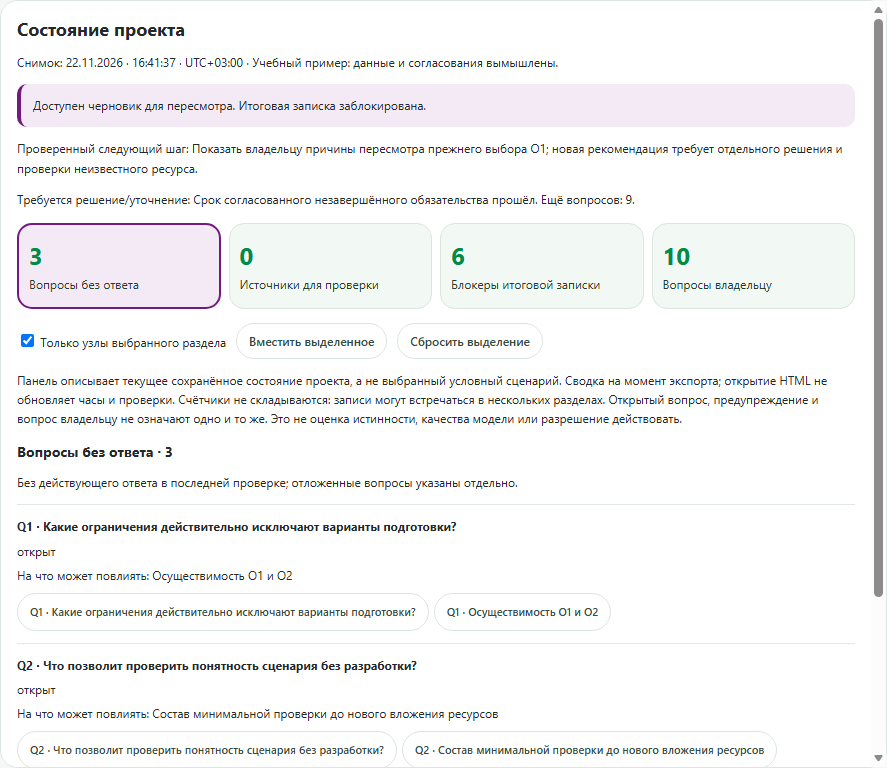 Состояние проекта
Снимок: 22.11.2026 · 16:41:37 · UTC+03:00 · Учебный пример: данные и согласования вымышлены.
Доступен черновик для пересмотра. Итоговая записка заблокирована.
Проверенный следующий шаг: Показать владельцу причины пересмотра прежнего выбора O1; новая рекомендация требует отдельного решения и
проверки неизвестного ресурса.
Требуется решение/уточнение: Срок согласованного незавершённого обязательства прошёл. Ещё вопросов: 9.
3
Вопросы без ответа
0
Источники для проверки
6
Блокеры итоговой записки
10
Вопросы владельцу
Только узлы выбранного раздела
Вместить выделенное
Сбросить выделение
Панель описывает текущее сохранённое состояние проекта, а не выбранный условный сценарий. Сводка на момент экспорта; открытие HTML не
обновляет часы и проверки. Счётчики не складываются: записи могут встречаться в нескольких разделах. Открытый вопрос, предупреждение и
вопрос владельцу не означают одно и то же. Это не оценка истинности, качества модели или разрешение действовать.
Вопросы без ответа · 3
Без действующего ответа в последней проверке; отложенные вопросы указаны отдельно.
Q1 · Какие ограничения действительно исключают варианты подготовки?
открыт
На что может повлиять: Осуществимость O1 и O2
Q1 · Какие ограничения действительно исключают варианты подготовки?
Q1 · Осуществимость O1 и O2
Q2 · Что позволит проверить понятность сценария без разработки?
открыт
На что может повлиять: Состав минимальной проверки до нового вложения ресурсов
Q2 · Что позволит проверить понятность сценария без разработки?
Q2 · Состав минимальной проверки до нового вложения ресурсов